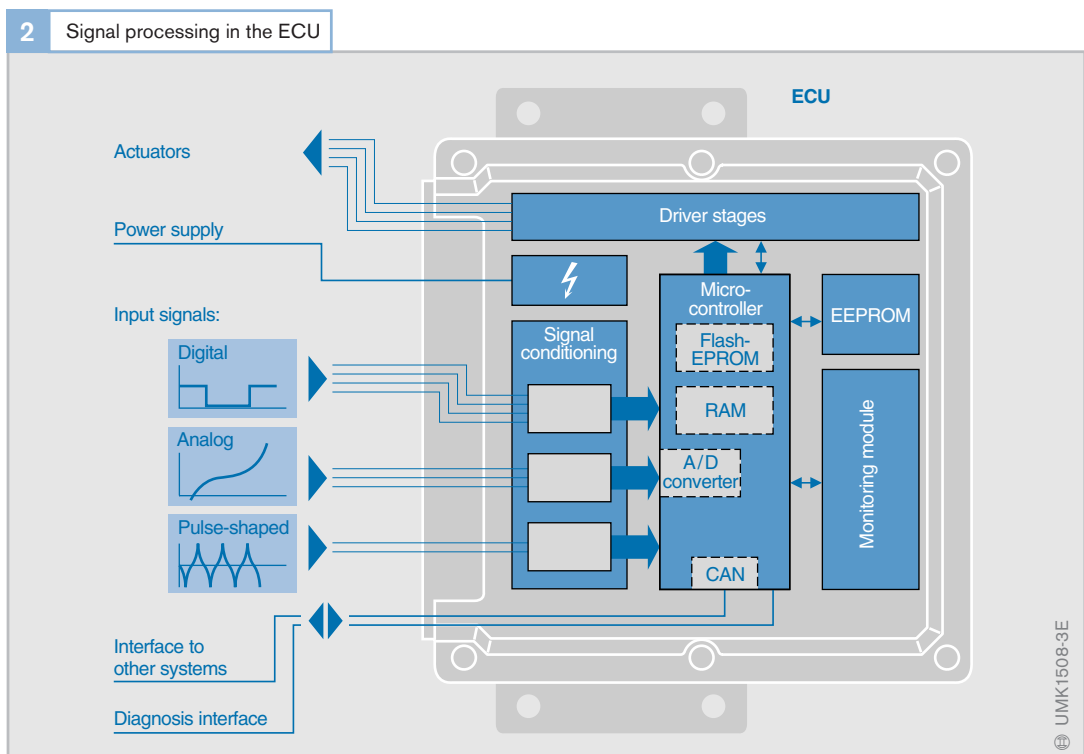 2 Signal processing in the ECU
ECU
Actuators
Driver stages
Power supply
Micro-
controller
EEPROM
Input signals:
Signal
conditioning
Flash-
EPROM
Digital
RAM
Analog
A/D
converter
Monitoring module
Pulse-shaped
CAN
Interface to
other systems
Diagnosis interface
UMK1508-3E